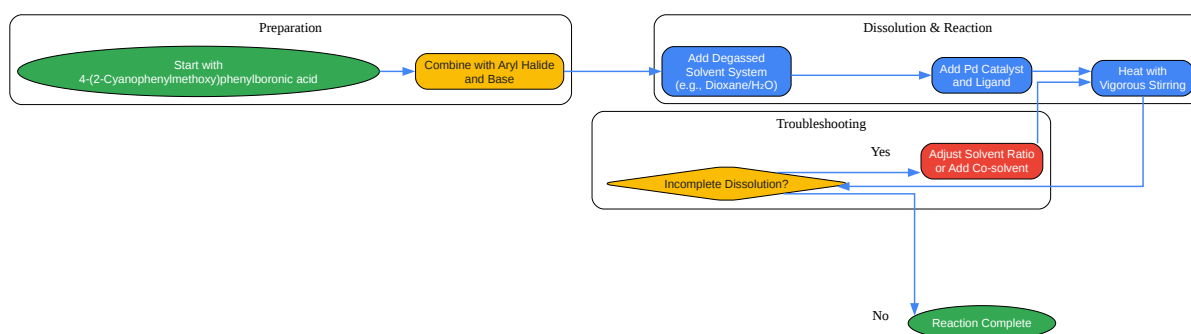 Preparation
Start with
4-(2-Cyanophenylmethoxy)phenylboronic acid
Combine with Aryl Halide
and Base
Dissolution & Reaction
Add Degassed
Solvent System
(e.g., Dioxane/H₂O)
Add Pd Catalyst
and Ligand
Heat with
Vigorous Stirring
Troubleshooting
Incomplete Dissolution?
Yes
Adjust Solvent Ratio
or Add Co-solvent
No
Reaction Complete